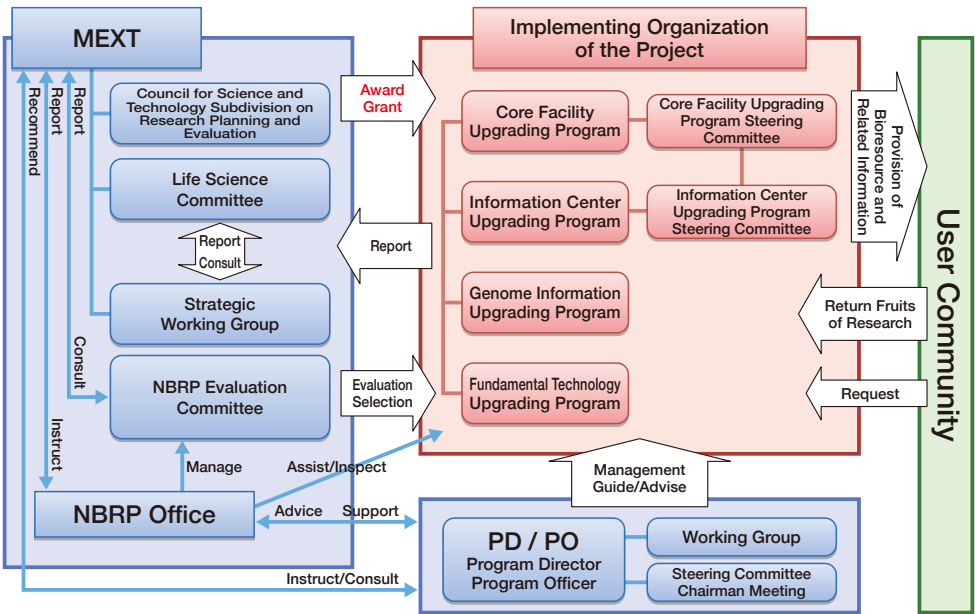 MEXT
Recommend
Report
Report
Council for Science and
Technology Subdivision on
Research Planning and
Evaluation
Life Science
Committee
Report
Consult
Strategic
Working Group
Consult
NBRP Evaluation
Committee
Instruct
Manage
NBRP Office
Award
Grant
Report
Evaluation
Selection
Assist/Inspect
Advice
Support
Instruct/Consult
Implementing Organization
of the Project
Core Facility
Upgrading Program
Core Facility Upgrading
Program Steering
Committee
Information Center
Upgrading Program
Information Center
Upgrading Program
Steering Committee
Genome Information
Upgrading Program
Fundamental Technology
Upgrading Program
Management
Guide/Advise
PD / PO
Program Director
Program Officer
Working Group
Steering Committee
Chairman Meeting
Provision of
Bioresource and
Related Information
Return Fruits
of Research
Request
User Community